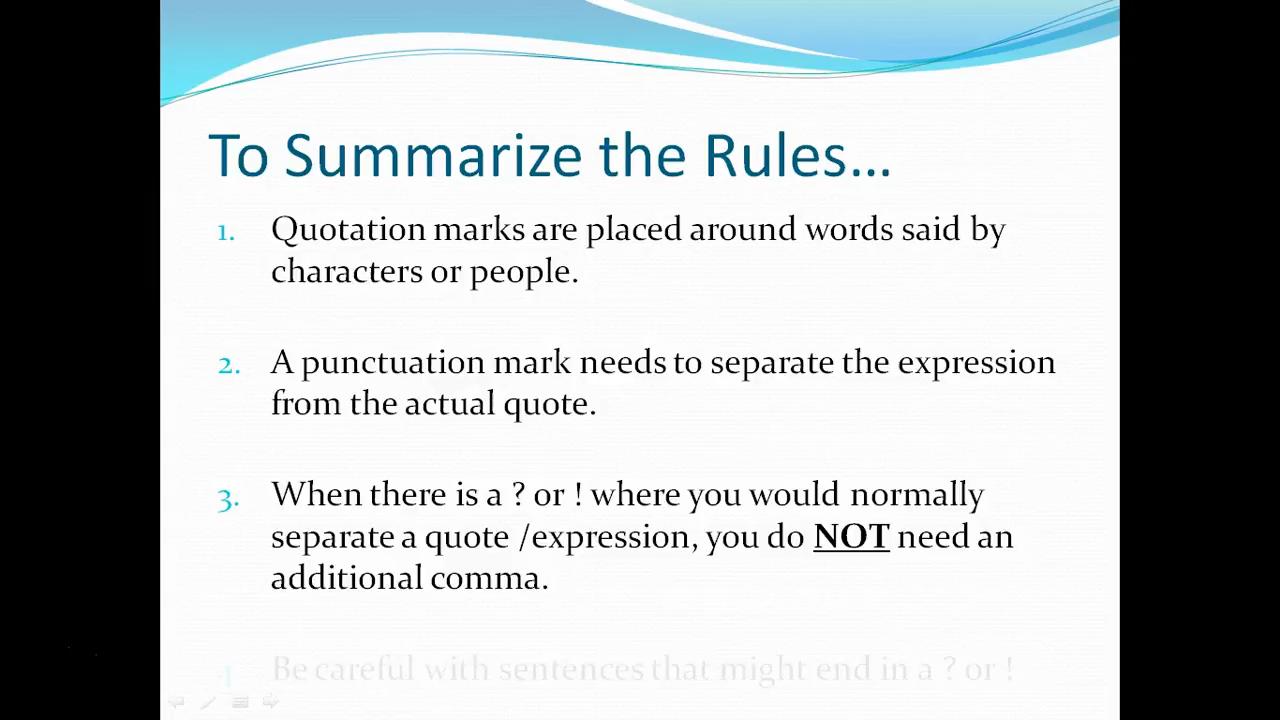 To Summarize the Rules...
1. Quotation marks are placed around words said by
characters or people.
2. A punctuation mark needs to separate the expression
from the actual quote.
3. When there is a ? or ! where you would normally
separate a quote /expression, you do NOT need an
additional comma.
4 Be careful with sentences that might end in a ? or !